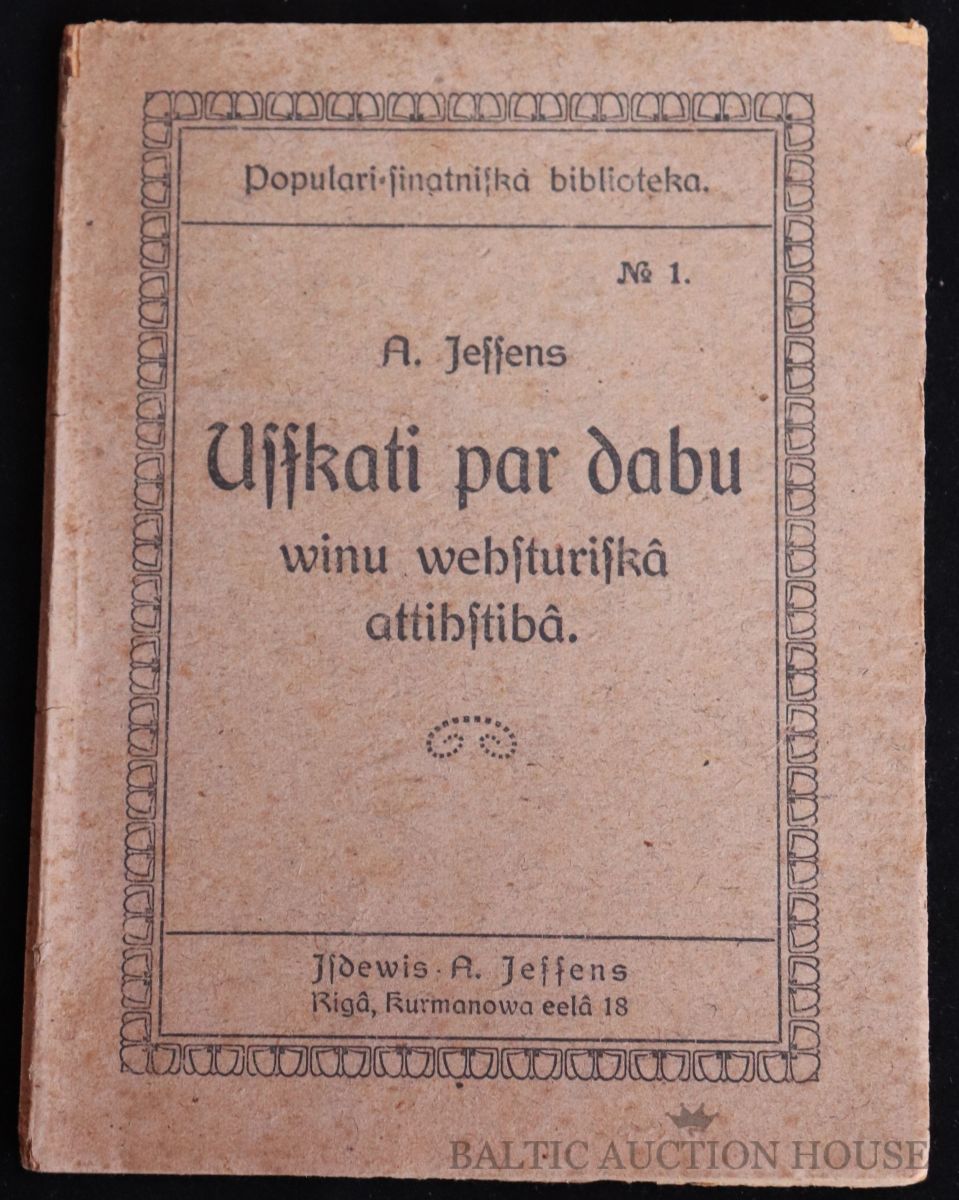 Populari-ſinatniſkà biblioteka.
№ 1.
A. Jeſſens
Uſſkati par dabu
winu wehſturiſkâ
attihſtibâ.
Iſdewis A. Jeſſens
Rigâ, Kurmanowa eelâ 18
BALTIC AUCTION HOUSE